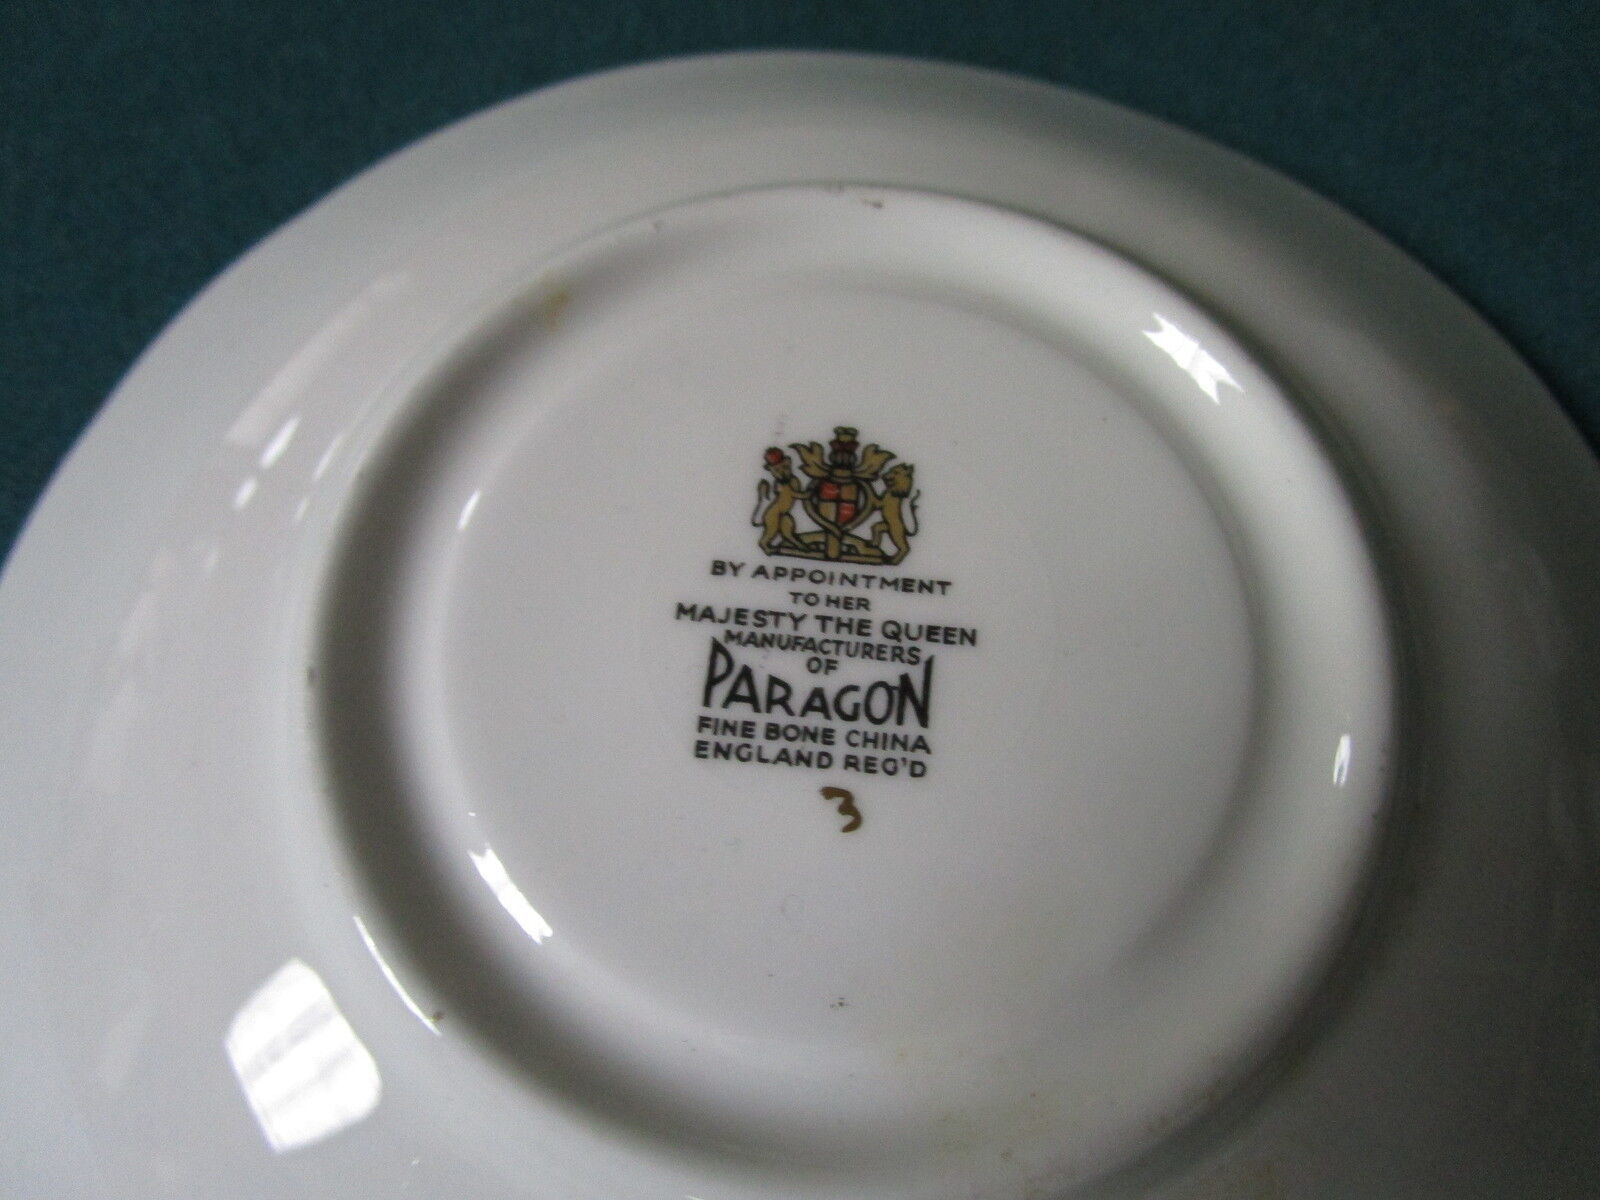 BY APPOINTMENT
TO HER
MAJESTY THE QUEEN
MANUFACTURERS
OF
PARAGON
FINE BONE CHINA
ENGLAND REG'D
3